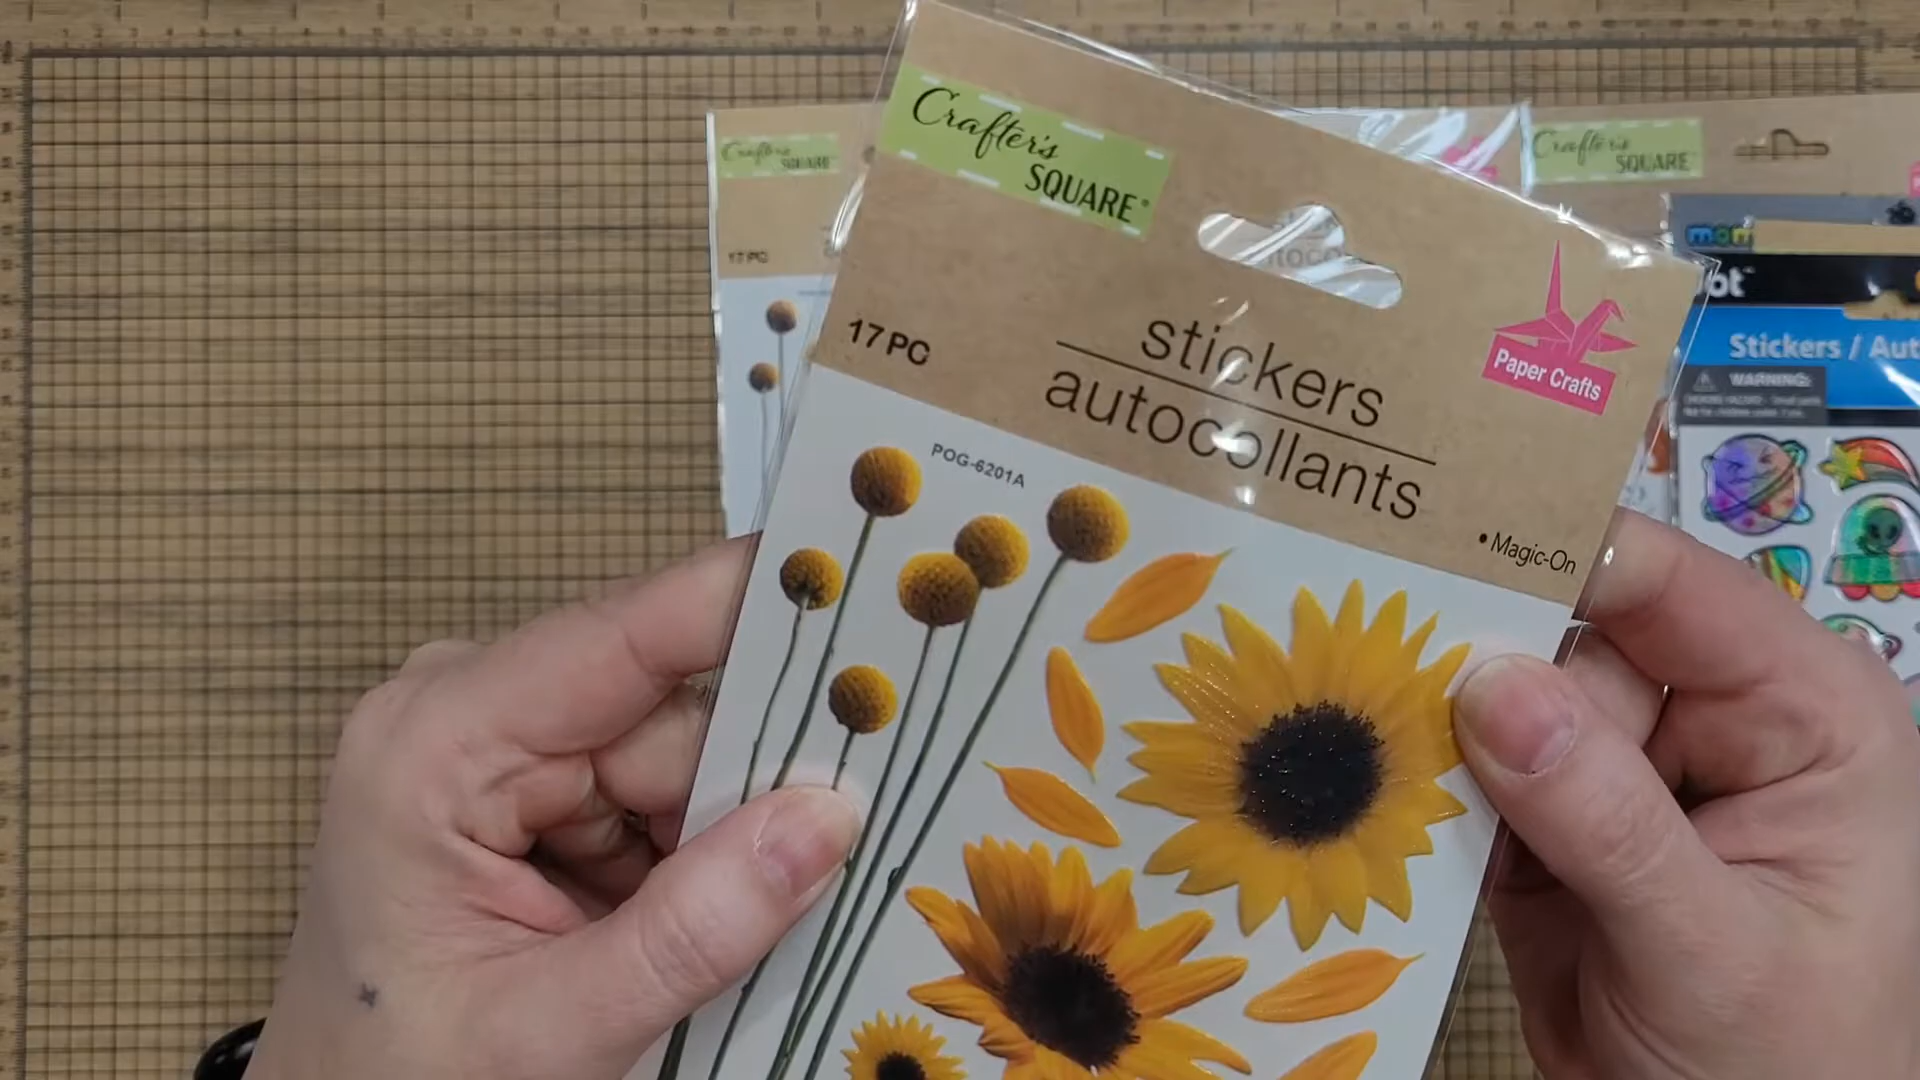 Crafter's
SQUARE
17 PC
stickers
autocollants
Paper Crafts
• Magic-On
POG-6201A
Crafter's
SQUARE
17 PC
Crafter's
SQUARE™
Stickers / Aut
WARNING: